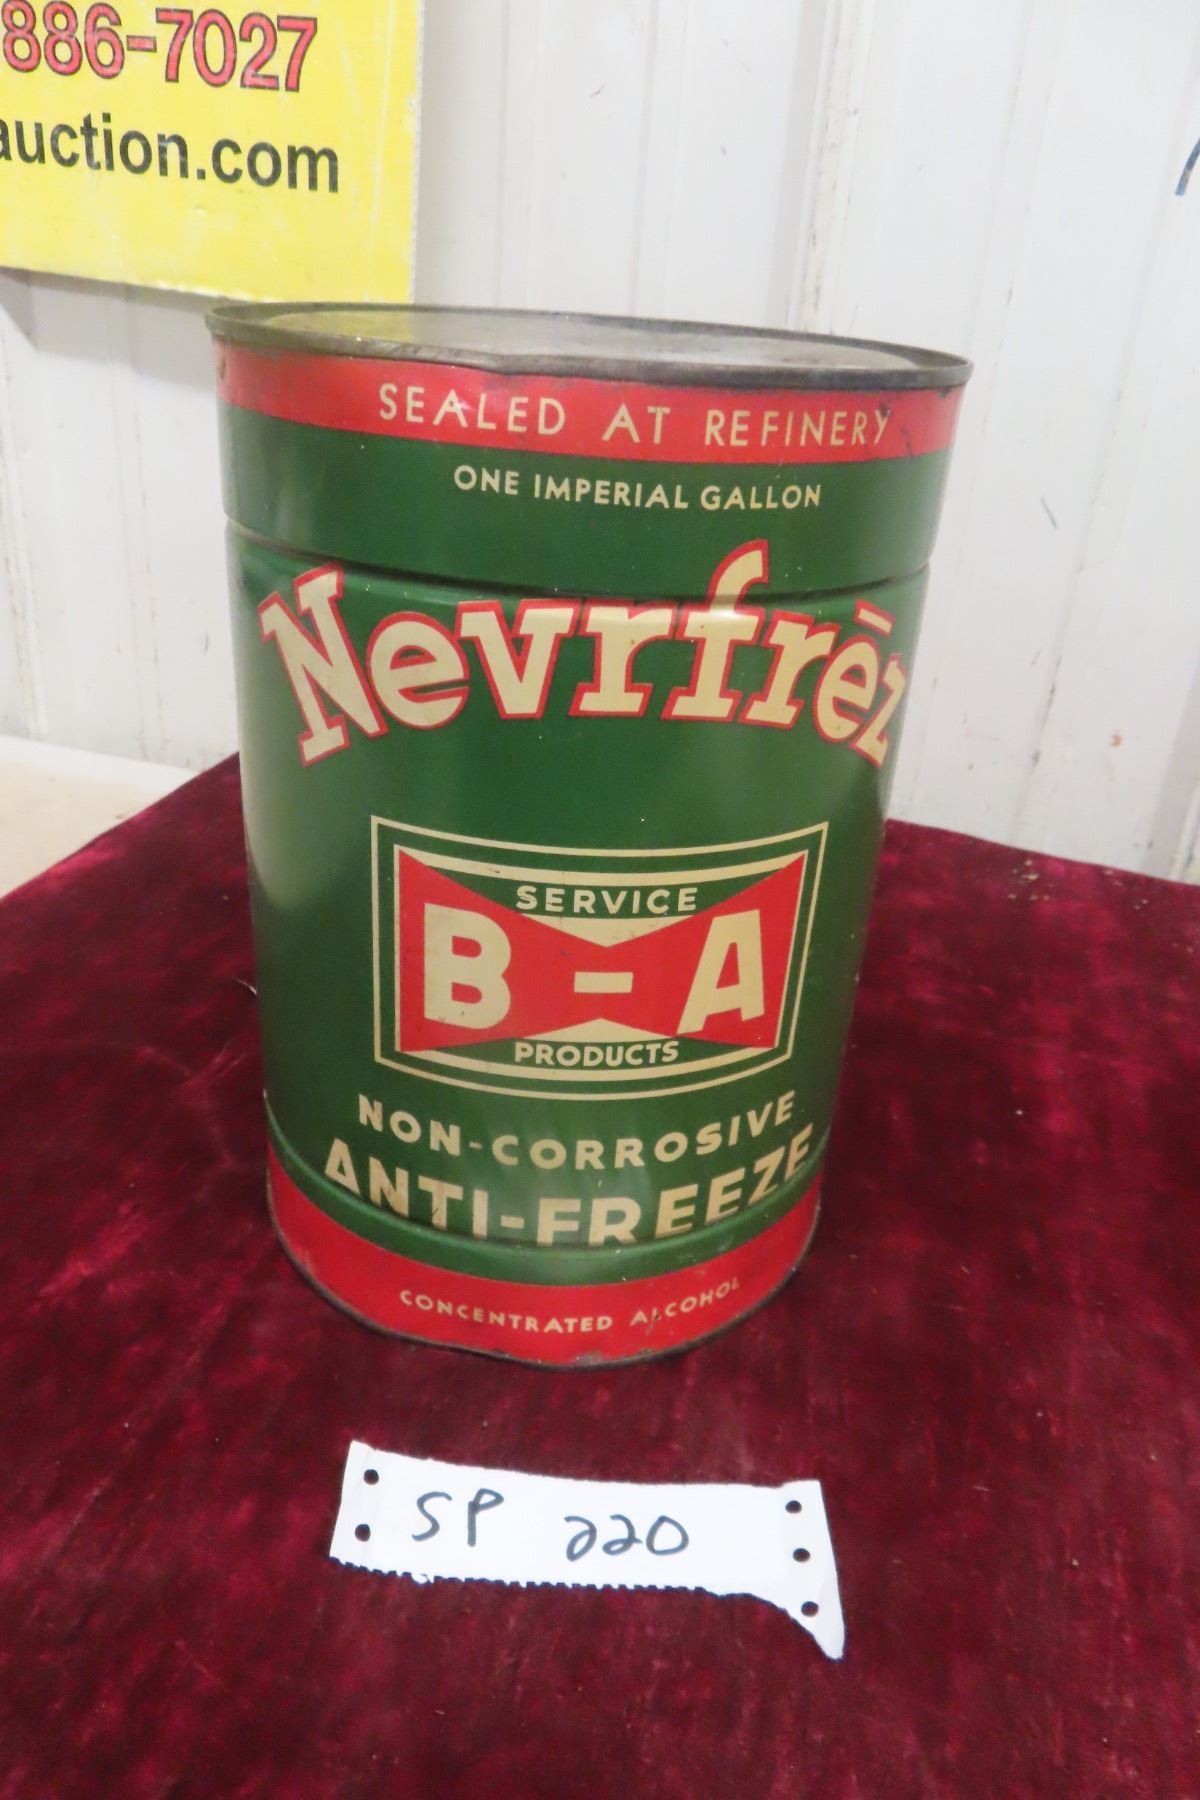 886-7027
auction.com
SEALED AT REFINERY
ONE IMPERIAL GALLON
Nevrfrēz
SERVICE
B-A
PRODUCTS
NON-CORROSIVE
ANTI-FREEZE
CONCENTRATED ALCOHOL
SP 220